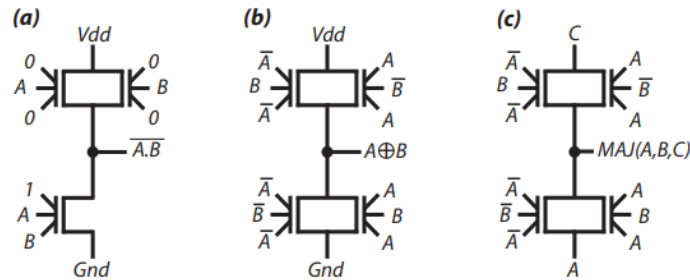 (a)
Vdd
0 0
A B
0 0
A̅.̅B̅
1
A
B
Gnd
(b)
Vdd
A̅ A
B B̅
A̅ A
A⊕B
A̅ A
B̅ B
A̅ A
Gnd
(c)
C
A̅ A
B B̅
A̅ A
MAJ(A,B,C)
A̅ A
B̅ B
A̅ A
A